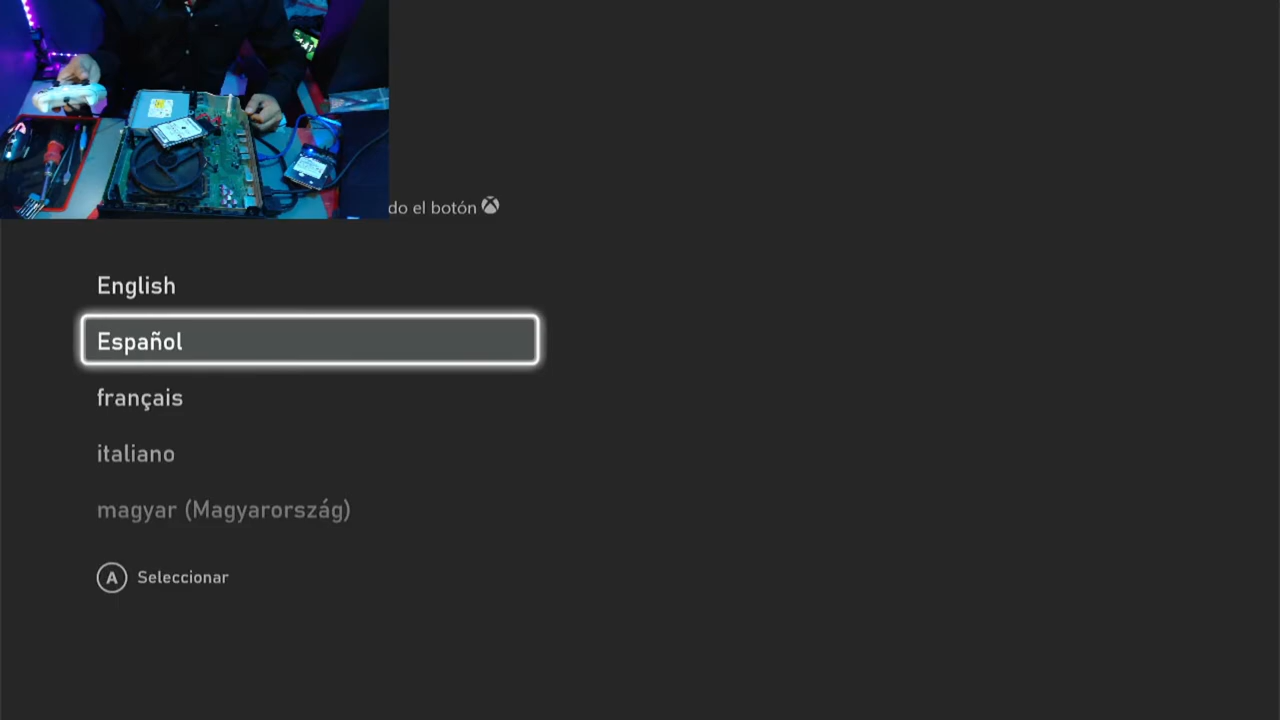 do el botón
English
Español
français
italiano
magyar (Magyarország)
A Seleccionar